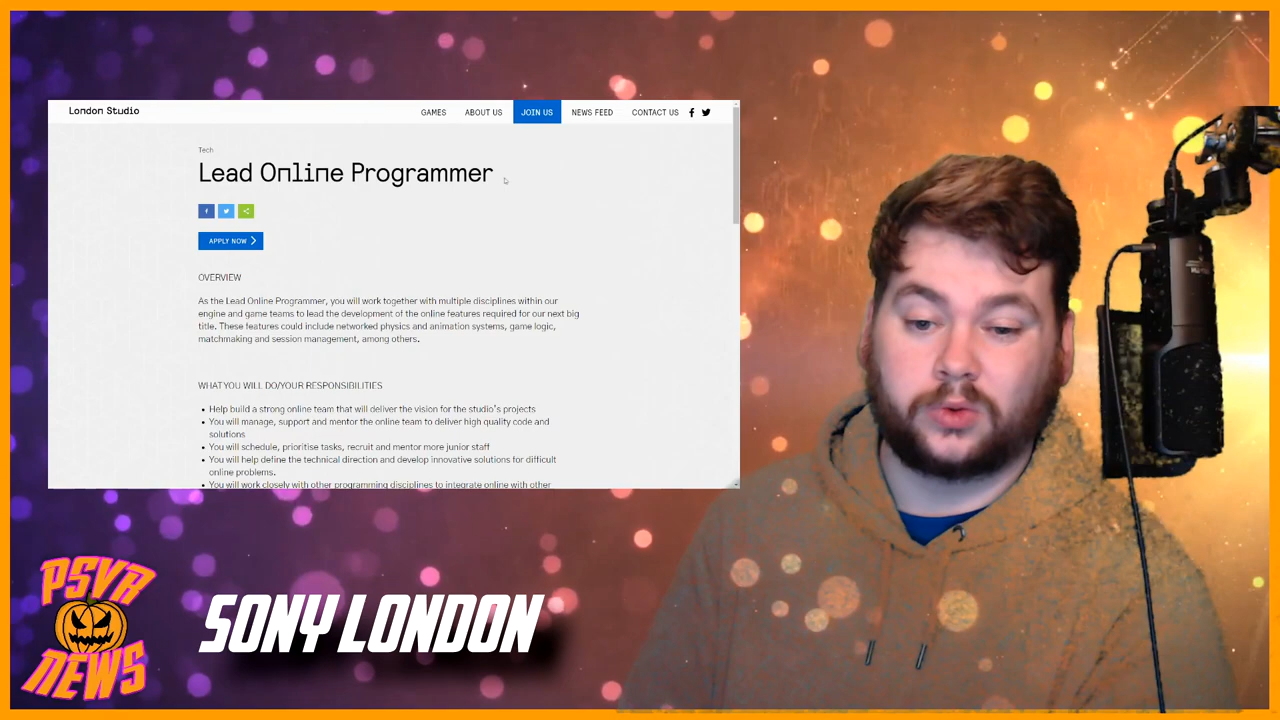 London Studio
GAMES
ABOUT US
JOIN US
NEWS FEED
CONTACT US
Tech
Lead Online Programmer
APPLY NOW
OVERVIEW
As the Lead Online Programmer, you will work together with multiple disciplines within our
engine and game teams to lead the development of the online features required for our next big
title. These features could include networked physics and animation systems, game logic,
matchmaking and session management, among others.
WHAT YOU WILL DO/YOUR RESPONSIBILITIES
• Help build a strong online team that will deliver the vision for the studio's projects
• You will manage, support and mentor the online team to deliver high quality code and
solutions
• You will schedule, prioritise tasks, recruit and mentor more junior staff
• You will help define the technical direction and develop innovative solutions for difficult
online problems.
• You will work closely with other programming disciplines to integrate online with other
PSVR
NEWS
SONY LONDON